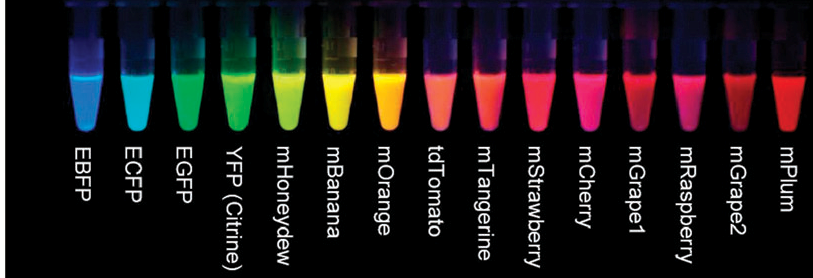 EBFP
ECFP
EGFP
YFP (Citrine)
mHoneydew
mBanana
mOrange
tdTomato
mTangerine
mStrawberry
mCherry
mGrape1
mRaspberry
mGrape2
mPlum